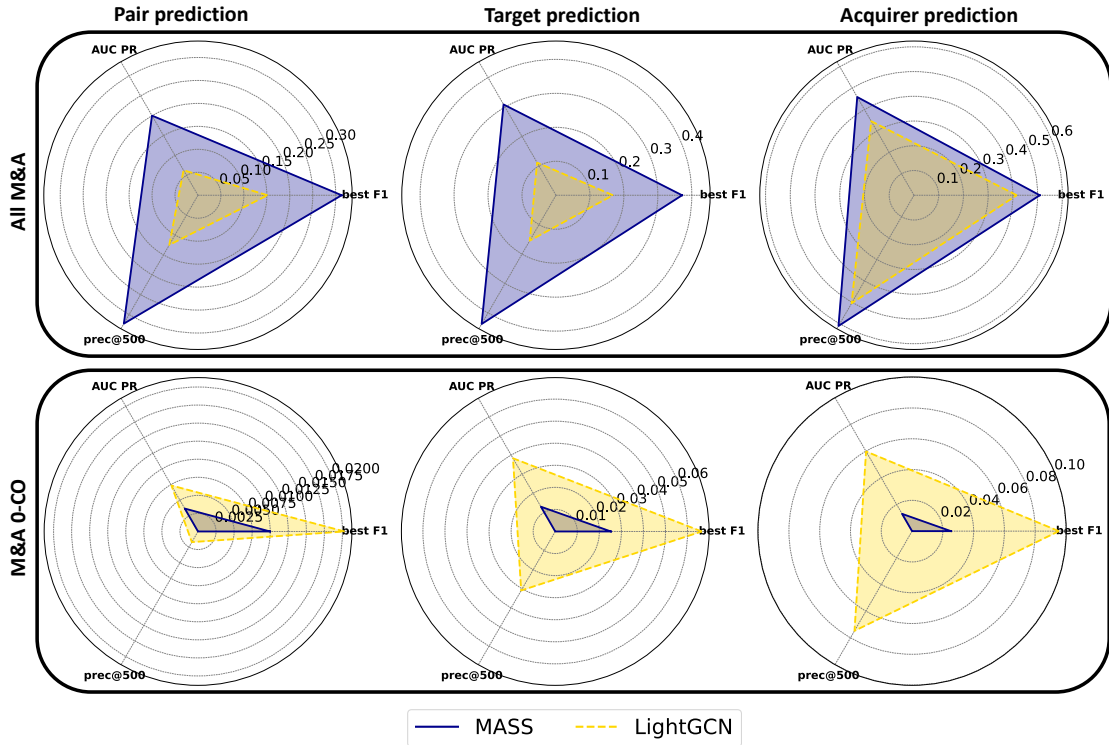 Pair prediction
Target prediction
Acquirer prediction
All M&A
AUC PR
0.05
0.10
0.15
0.20
0.25
0.30
best F1
prec@500
AUC PR
0.1
0.2
0.3
0.4
best F1
prec@500
AUC PR
0.1
0.2
0.3
0.4
0.5
0.6
best F1
prec@500
M&A 0-CO
AUC PR
0.0025
0.0050
0.0075
0.0100
0.0125
0.0150
0.0175
0.0200
best F1
prec@500
AUC PR
0.01
0.02
0.03
0.04
0.05
0.06
best F1
prec@500
AUC PR
0.02
0.04
0.06
0.08
0.10
best F1
prec@500
MASS
LightGCN